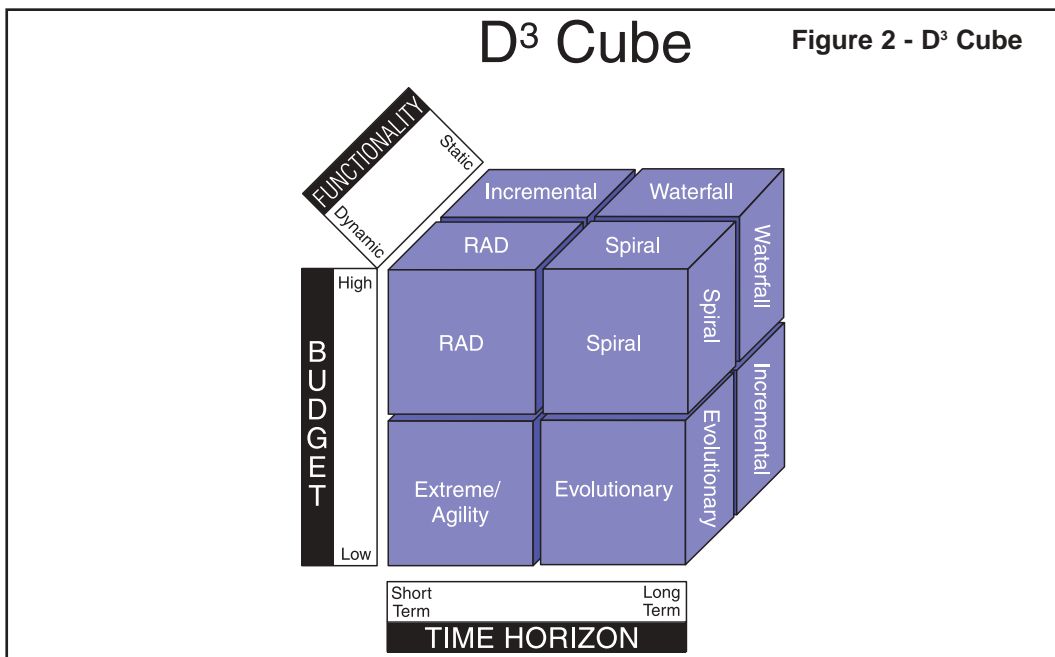 D³ Cube
Figure 2 - D³ Cube
FUNCTIONALITY
Static
Dynamic
Incremental
Waterfall
RAD
Spiral
Waterfall
High
RAD
Spiral
Spiral
BUDGET
Incremental
Extreme/
Agility
Evolutionary
Evolutionary
Low
Short
Term
Long
Term
TIME HORIZON